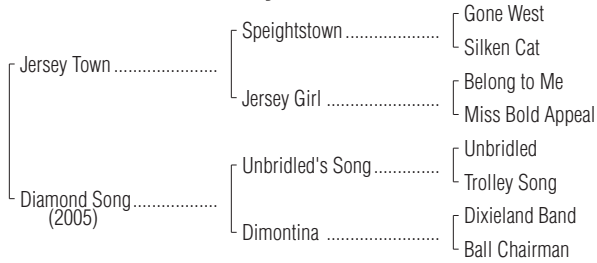 Gone West
Speightstown ..................
Silken Cat
Jersey Town .....................
Belong to Me
Jersey Girl ......................
Miss Bold Appeal
Unbridled
Unbridled's Song .............
Trolley Song
Diamond Song .................
(2005)
Dixieland Band
Dimontina ......................
Ball Chairman